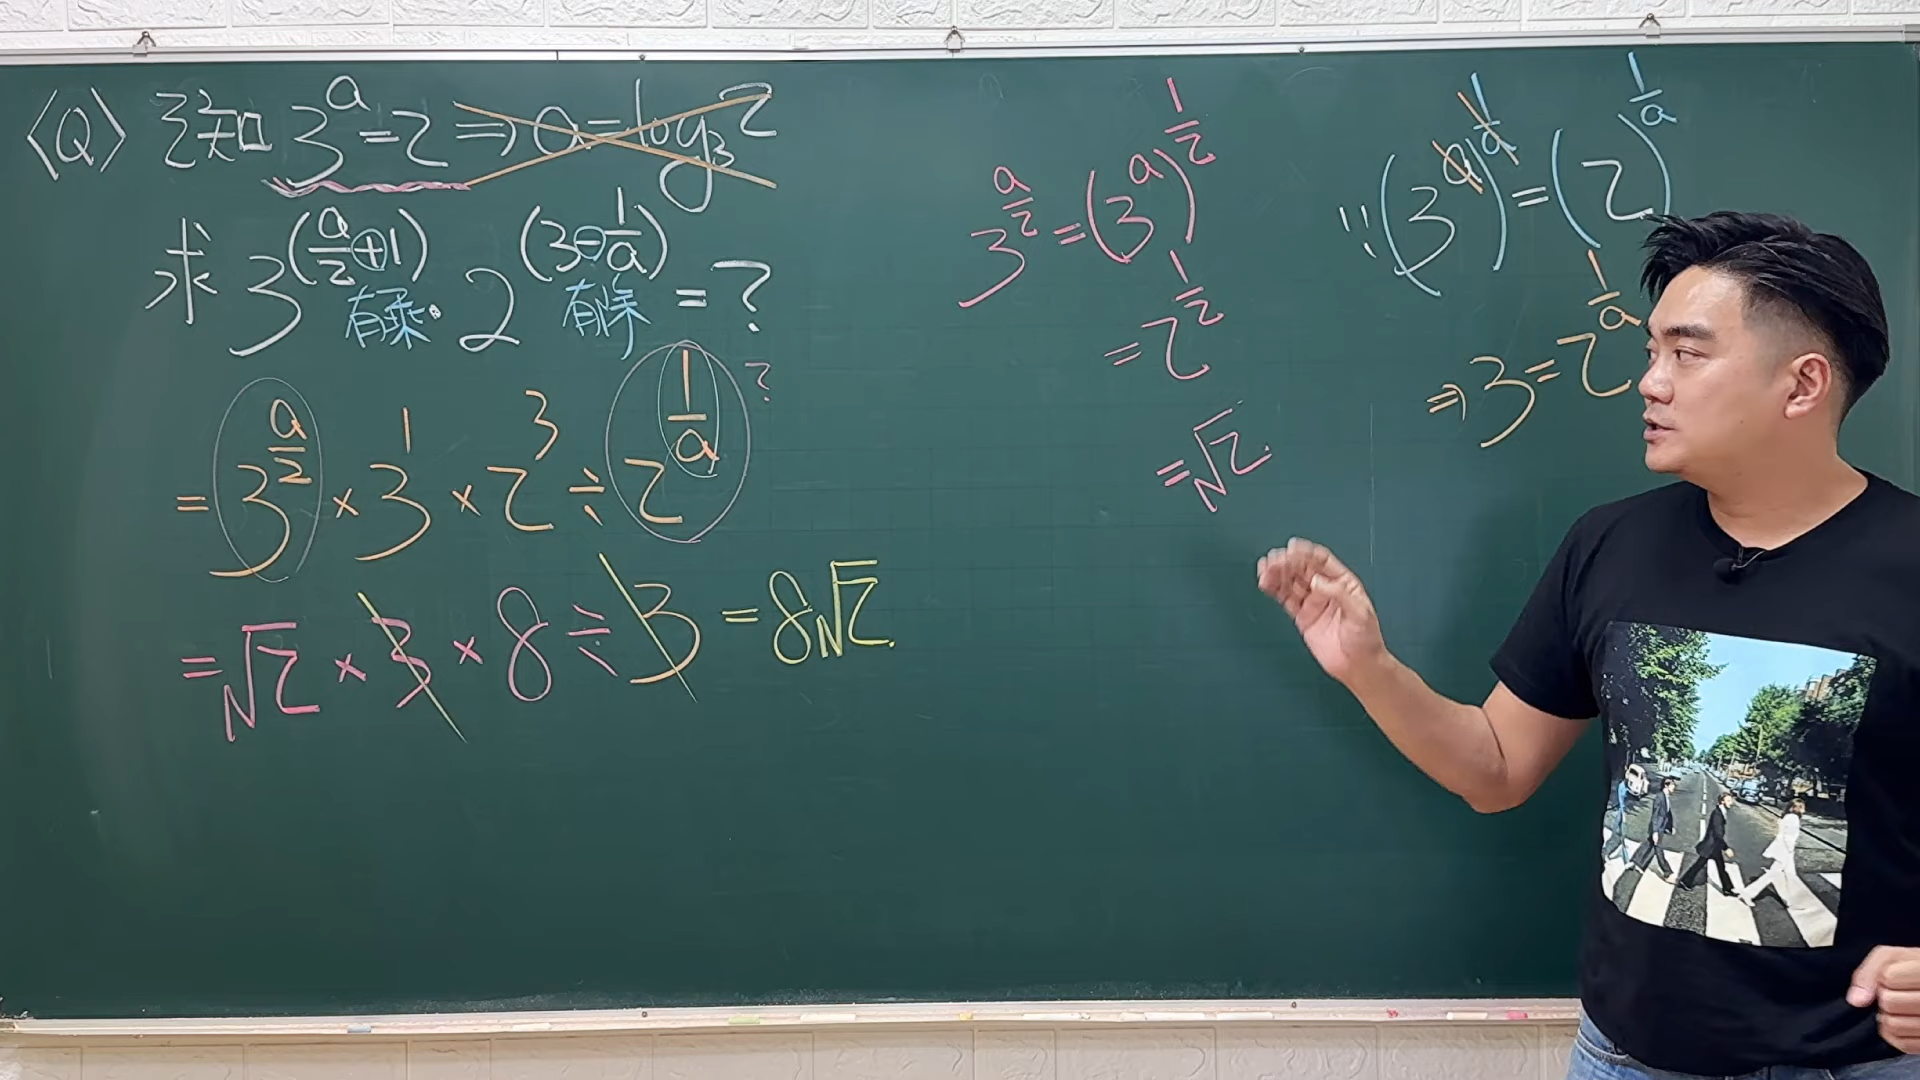 〈Q〉 已知 3^a = 2 ⇒ a = log₃2
求 3^(a/2 + 1) · 2^(3 − 1/a) = ?
有乘 有除
= 3^(a/2) × 3^1 × 2^3 ÷ 2^(1/a) ?
= √2 × 3 × 8 ÷ 3 = 8√2.
3^(a/2) = (3^a)^(1/2)
= 2^(1/2)
= √2.
∵ (3^a)^(1/a) = (2)^(1/a)
⇒ 3 = 2^(1/a)